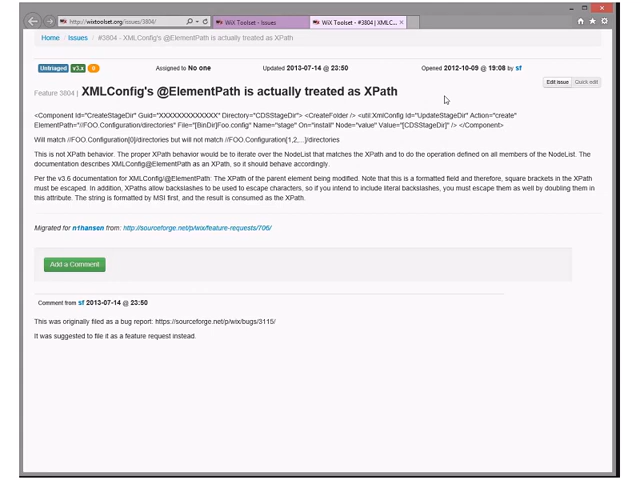 http://wixtoolset.org/issues/3804/
WiX Toolset - Issues
WiX Toolset - #3804 | XMLC...
Home / Issues / #3804 - XMLConfig's @ElementPath is actually treated as XPath
Untriaged v3.x 0 Assigned to No one Updated 2013-07-14 @ 23:50 Opened 2012-10-09 @ 19:08 by sf
Edit issue Quick edit
Feature 3804 | XMLConfig's @ElementPath is actually treated as XPath
<Component Id="CreateStageDir" Guid="XXXXXXXXXXXXX" Directory="CDSStageDir"> <CreateFolder /> <util:XmlConfig Id="UpdateStageDir" Action="create"
ElementPath="//FOO.Configuration/directories" File="[BinDir]Foo.config" Name="stage" On="install" Node="value" Value="[CDSStageDir]" /> </Component>
Will match //FOO.Configuration[0]/directories but will not match //FOO.Configuration[1,2,...]/directories
This is not XPath behavior. The proper XPath behavior would be to iterate over the NodeList that matches the XPath and to do the operation defined on all members of the NodeList. The
documentation describes XMLConfig@ElementPath as an XPath, so it should behave accordingly.
Per the v3.6 documentation for XMLConfig/@ElementPath: The XPath of the parent element being modified. Note that this is a formatted field and therefore, square brackets in the XPath
must be escaped. In addition, XPaths allow backslashes to be used to escape characters, so if you intend to include literal backslashes, you must escape them as well by doubling them in
this attribute. The string is formatted by MSI first, and the result is consumed as the XPath.
Migrated for n1hansen from: http://sourceforge.net/p/wix/feature-requests/706/
Add a Comment
Comment from sf 2013-07-14 @ 23:50
This was originally filed as a bug report: https://sourceforge.net/p/wix/bugs/3115/
It was suggested to file it as a feature request instead.